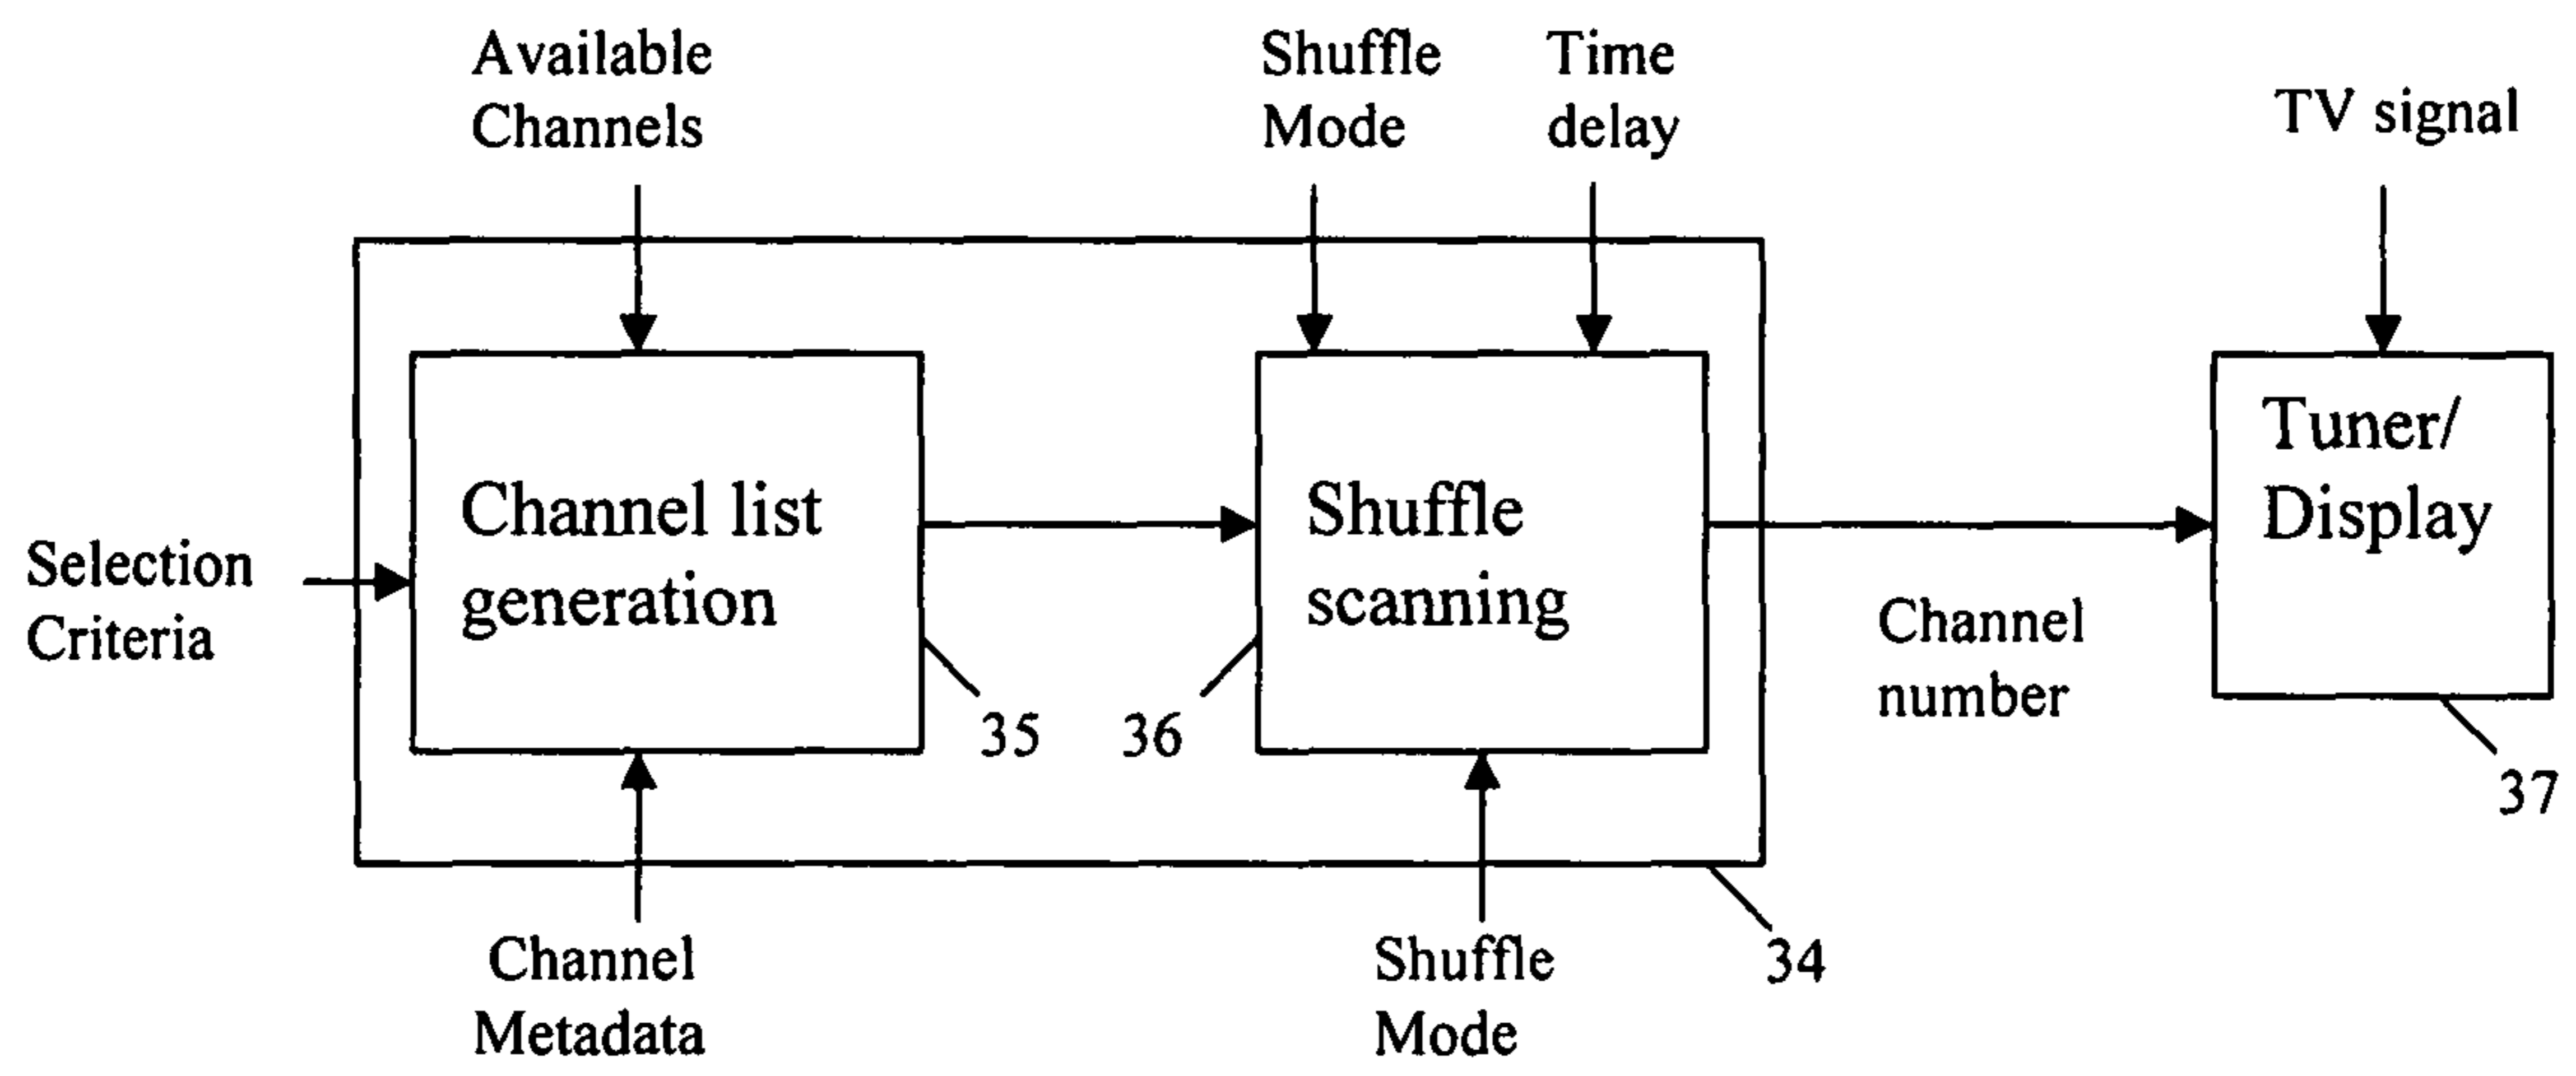 Available
Channels
Shuffle
Mode
Time
delay
TV signal
Selection
Criteria
Channel list
generation
35
36
Shuffle
scanning
Channel
number
Tuner/
Display
37
34
Channel
Metadata
Shuffle
Mode